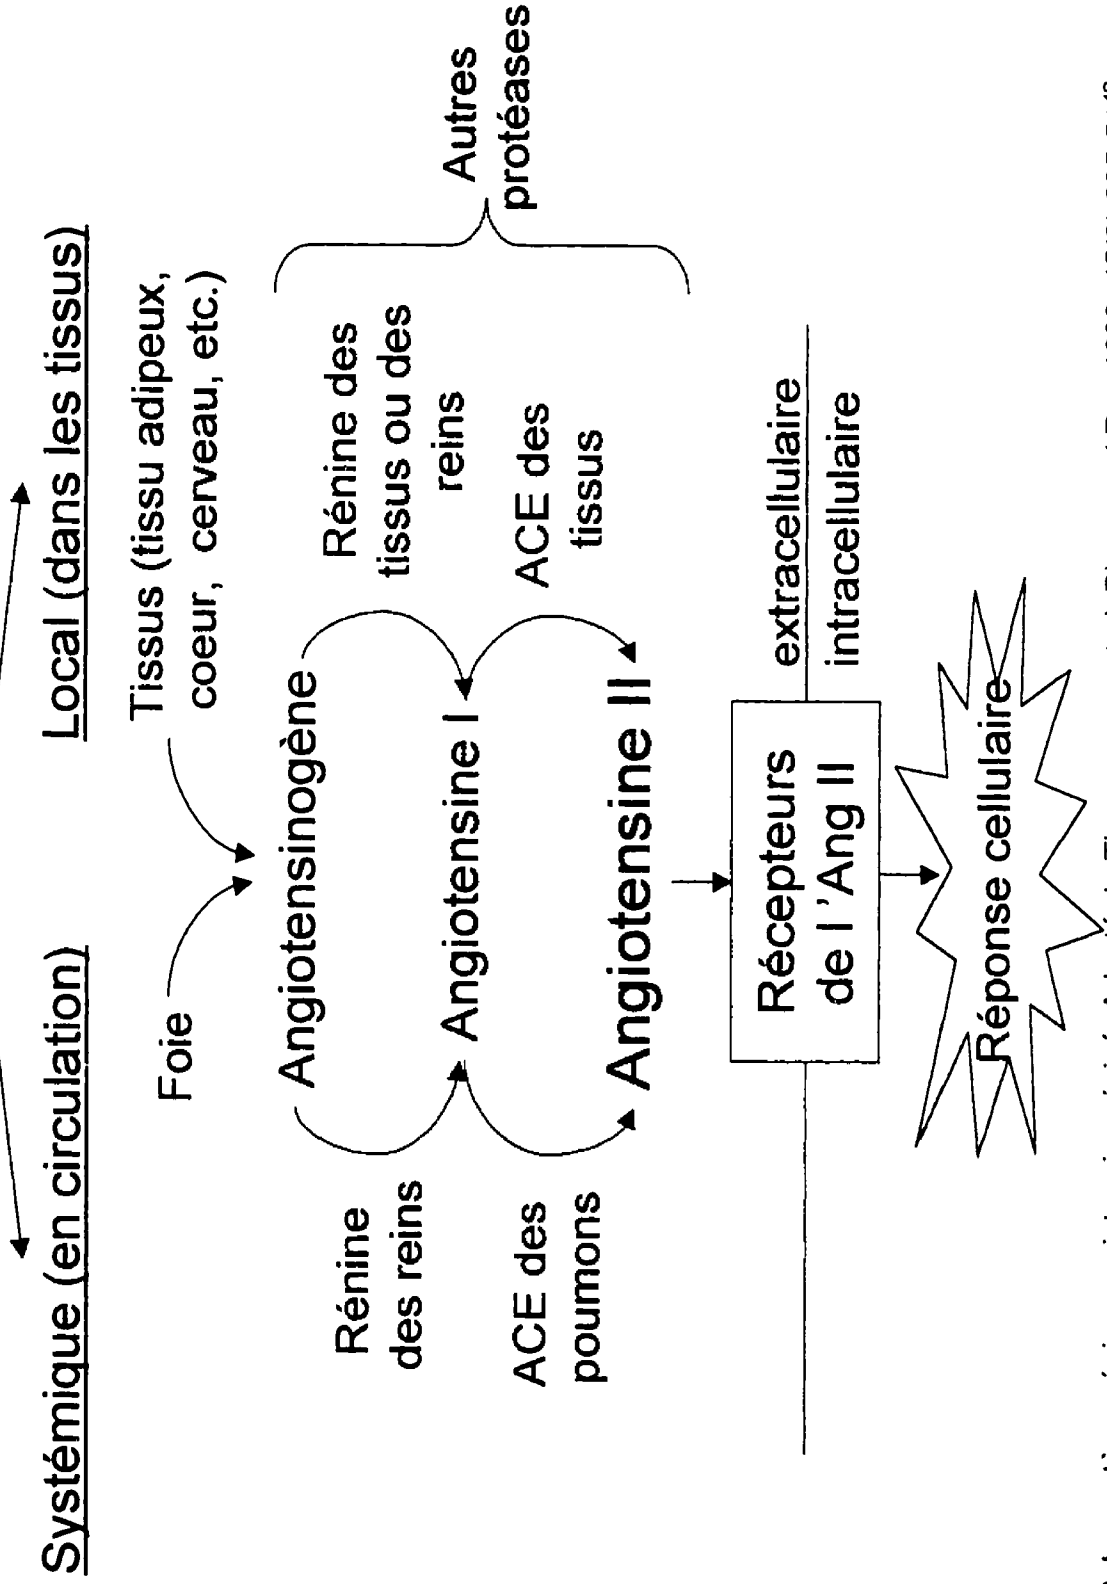 Systémique (en circulation)
Local (dans les tissus)
Foie
Tissus (tissu adipeux,
coeur, cerveau, etc.)
Angiotensinogène
Rénine
des reins
Rénine des
tissus ou des
reins
Angiotensine I
ACE des
poumons
ACE des
tissus
Autres
protéases
Angiotensine II
Récepteurs
de l 'Ang II
extracellulaire
intracellulaire
Réponse cellulaire